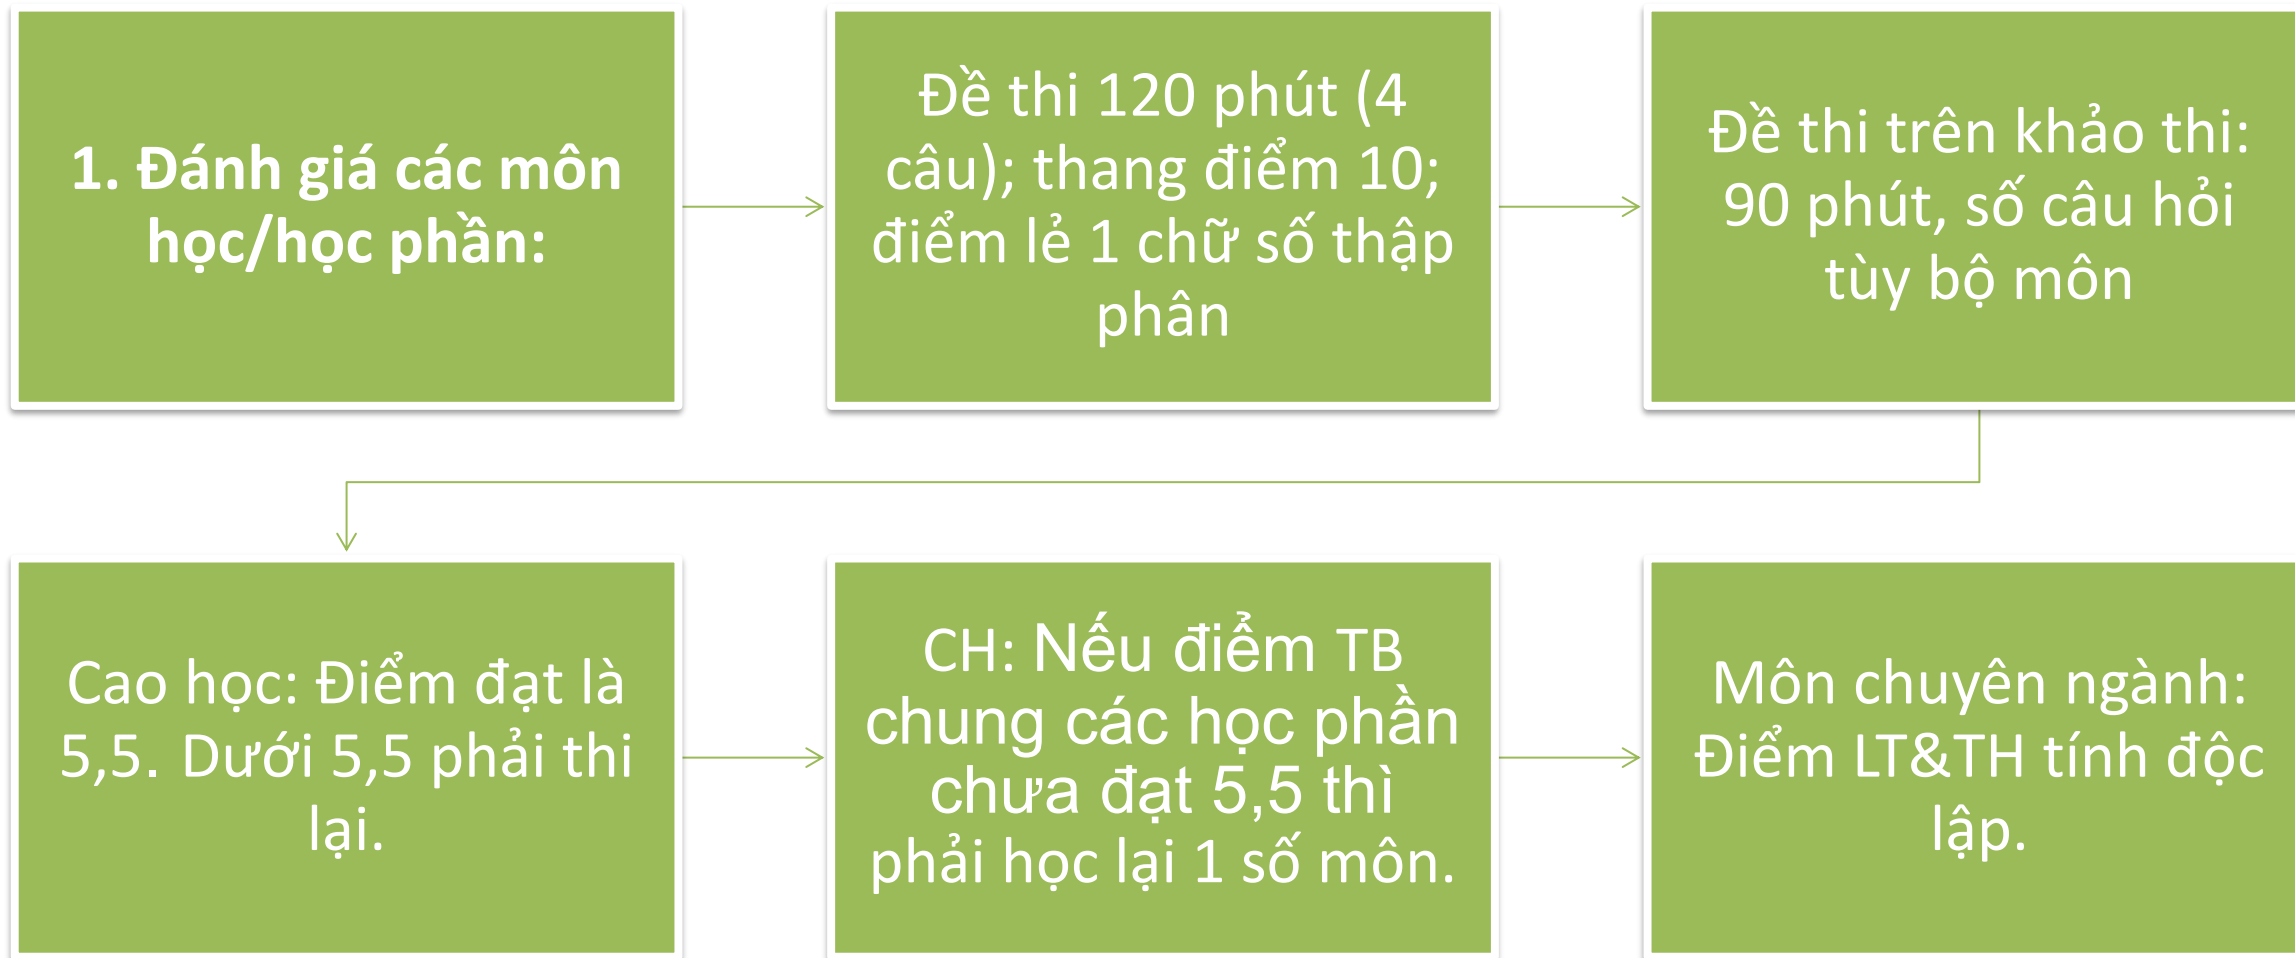 1. Đánh giá các môn
học/học phần:
Đề thi 120 phút (4
câu); thang điểm 10;
điểm lẻ 1 chữ số thập
phân
Đề thi trên khảo thi:
90 phút, số câu hỏi
tùy bộ môn
Cao học: Điểm đạt là
5,5. Dưới 5,5 phải thi
lại.
CH: Nếu điểm TB
chung các học phần
chưa đạt 5,5 thì
phải học lại 1 số môn.
Môn chuyên ngành:
Điểm LT&TH tính độc
lập.